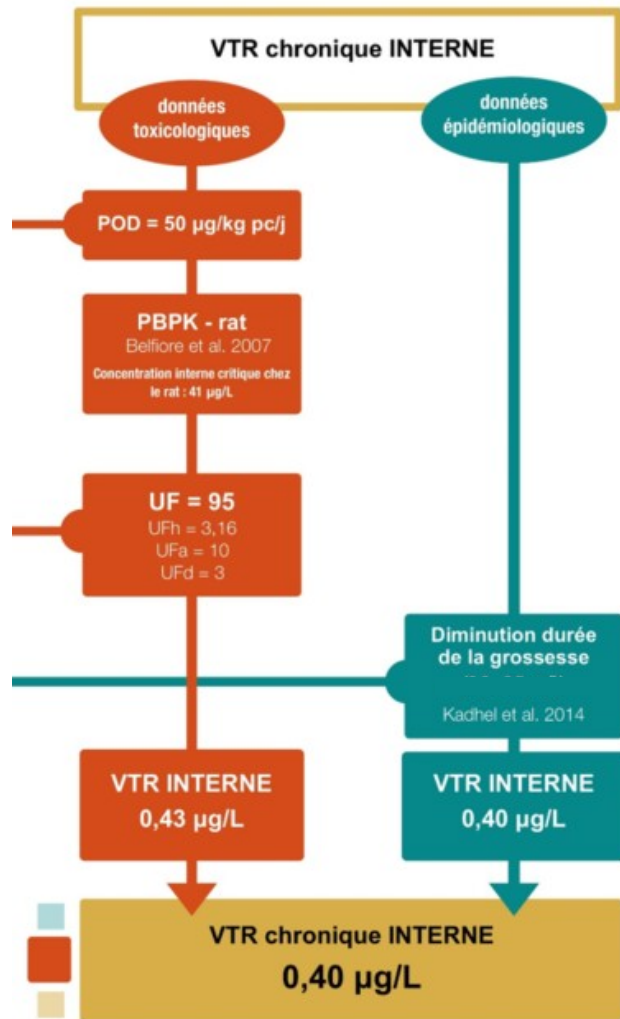 VTR chronique INTERNE
données
toxicologiques
données
épidémiologiques
POD = 50 µg/kg pc/j
PBPK - rat
Belfiore et al. 2007
Concentration interne critique chez
le rat : 41 µg/L
UF = 95
UFh = 3,16
UFa = 10
UFd = 3
Diminution durée
de la grossesse
Kadhel et al. 2014
VTR INTERNE
0,43 µg/L
VTR INTERNE
0,40 µg/L
VTR chronique INTERNE
0,40 µg/L